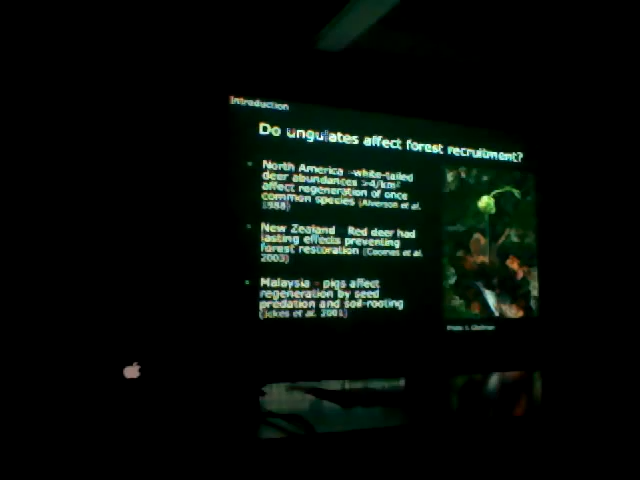 Introduction
Do ungulates affect forest recruitment?
North America -white-tailed
deer abundances >4/km²
affect regeneration of once
common species (Alverson et al.
1988)
New Zealand - Red deer had
lasting effects preventing
forest restoration (Coomes et al.
2003)
Malaysia - pigs affect
regeneration by seed
predation and soil-rooting
(Ickes et al. 2001)